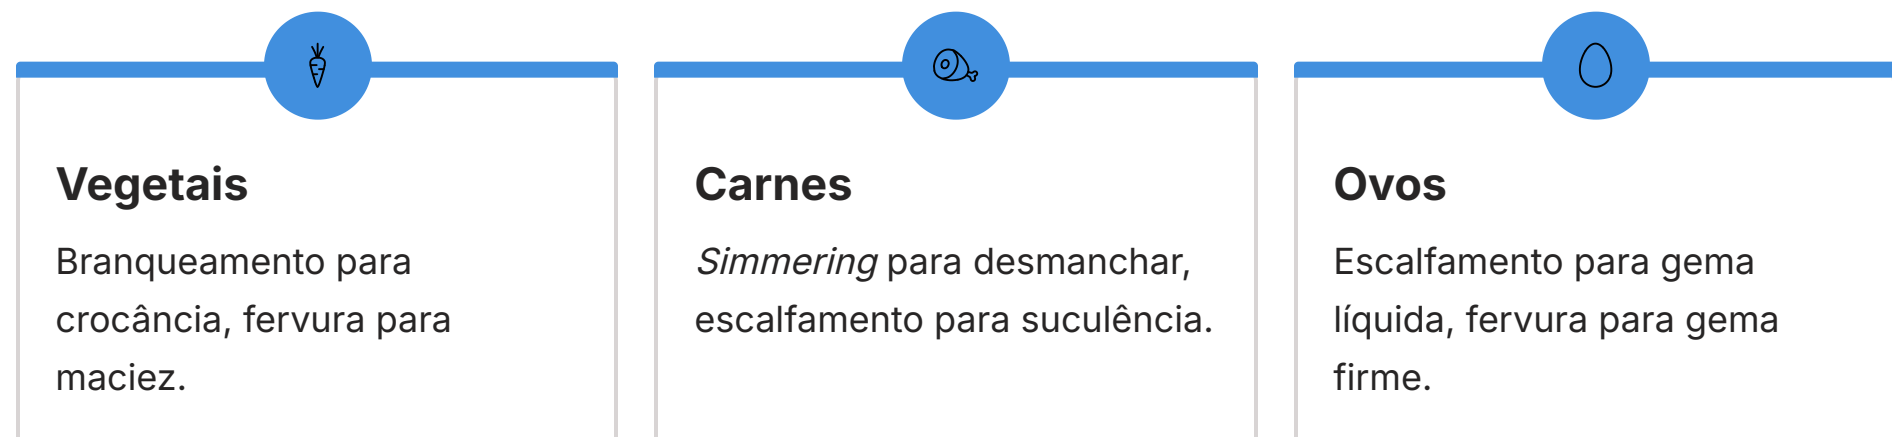 Vegetais
Branqueamento para
crocância, fervura para
maciez.
Carnes
Simmering para desmanchar,
escalfamento para suculência.
Ovos
Escalfamento para gema
líquida, fervura para gema
firme.